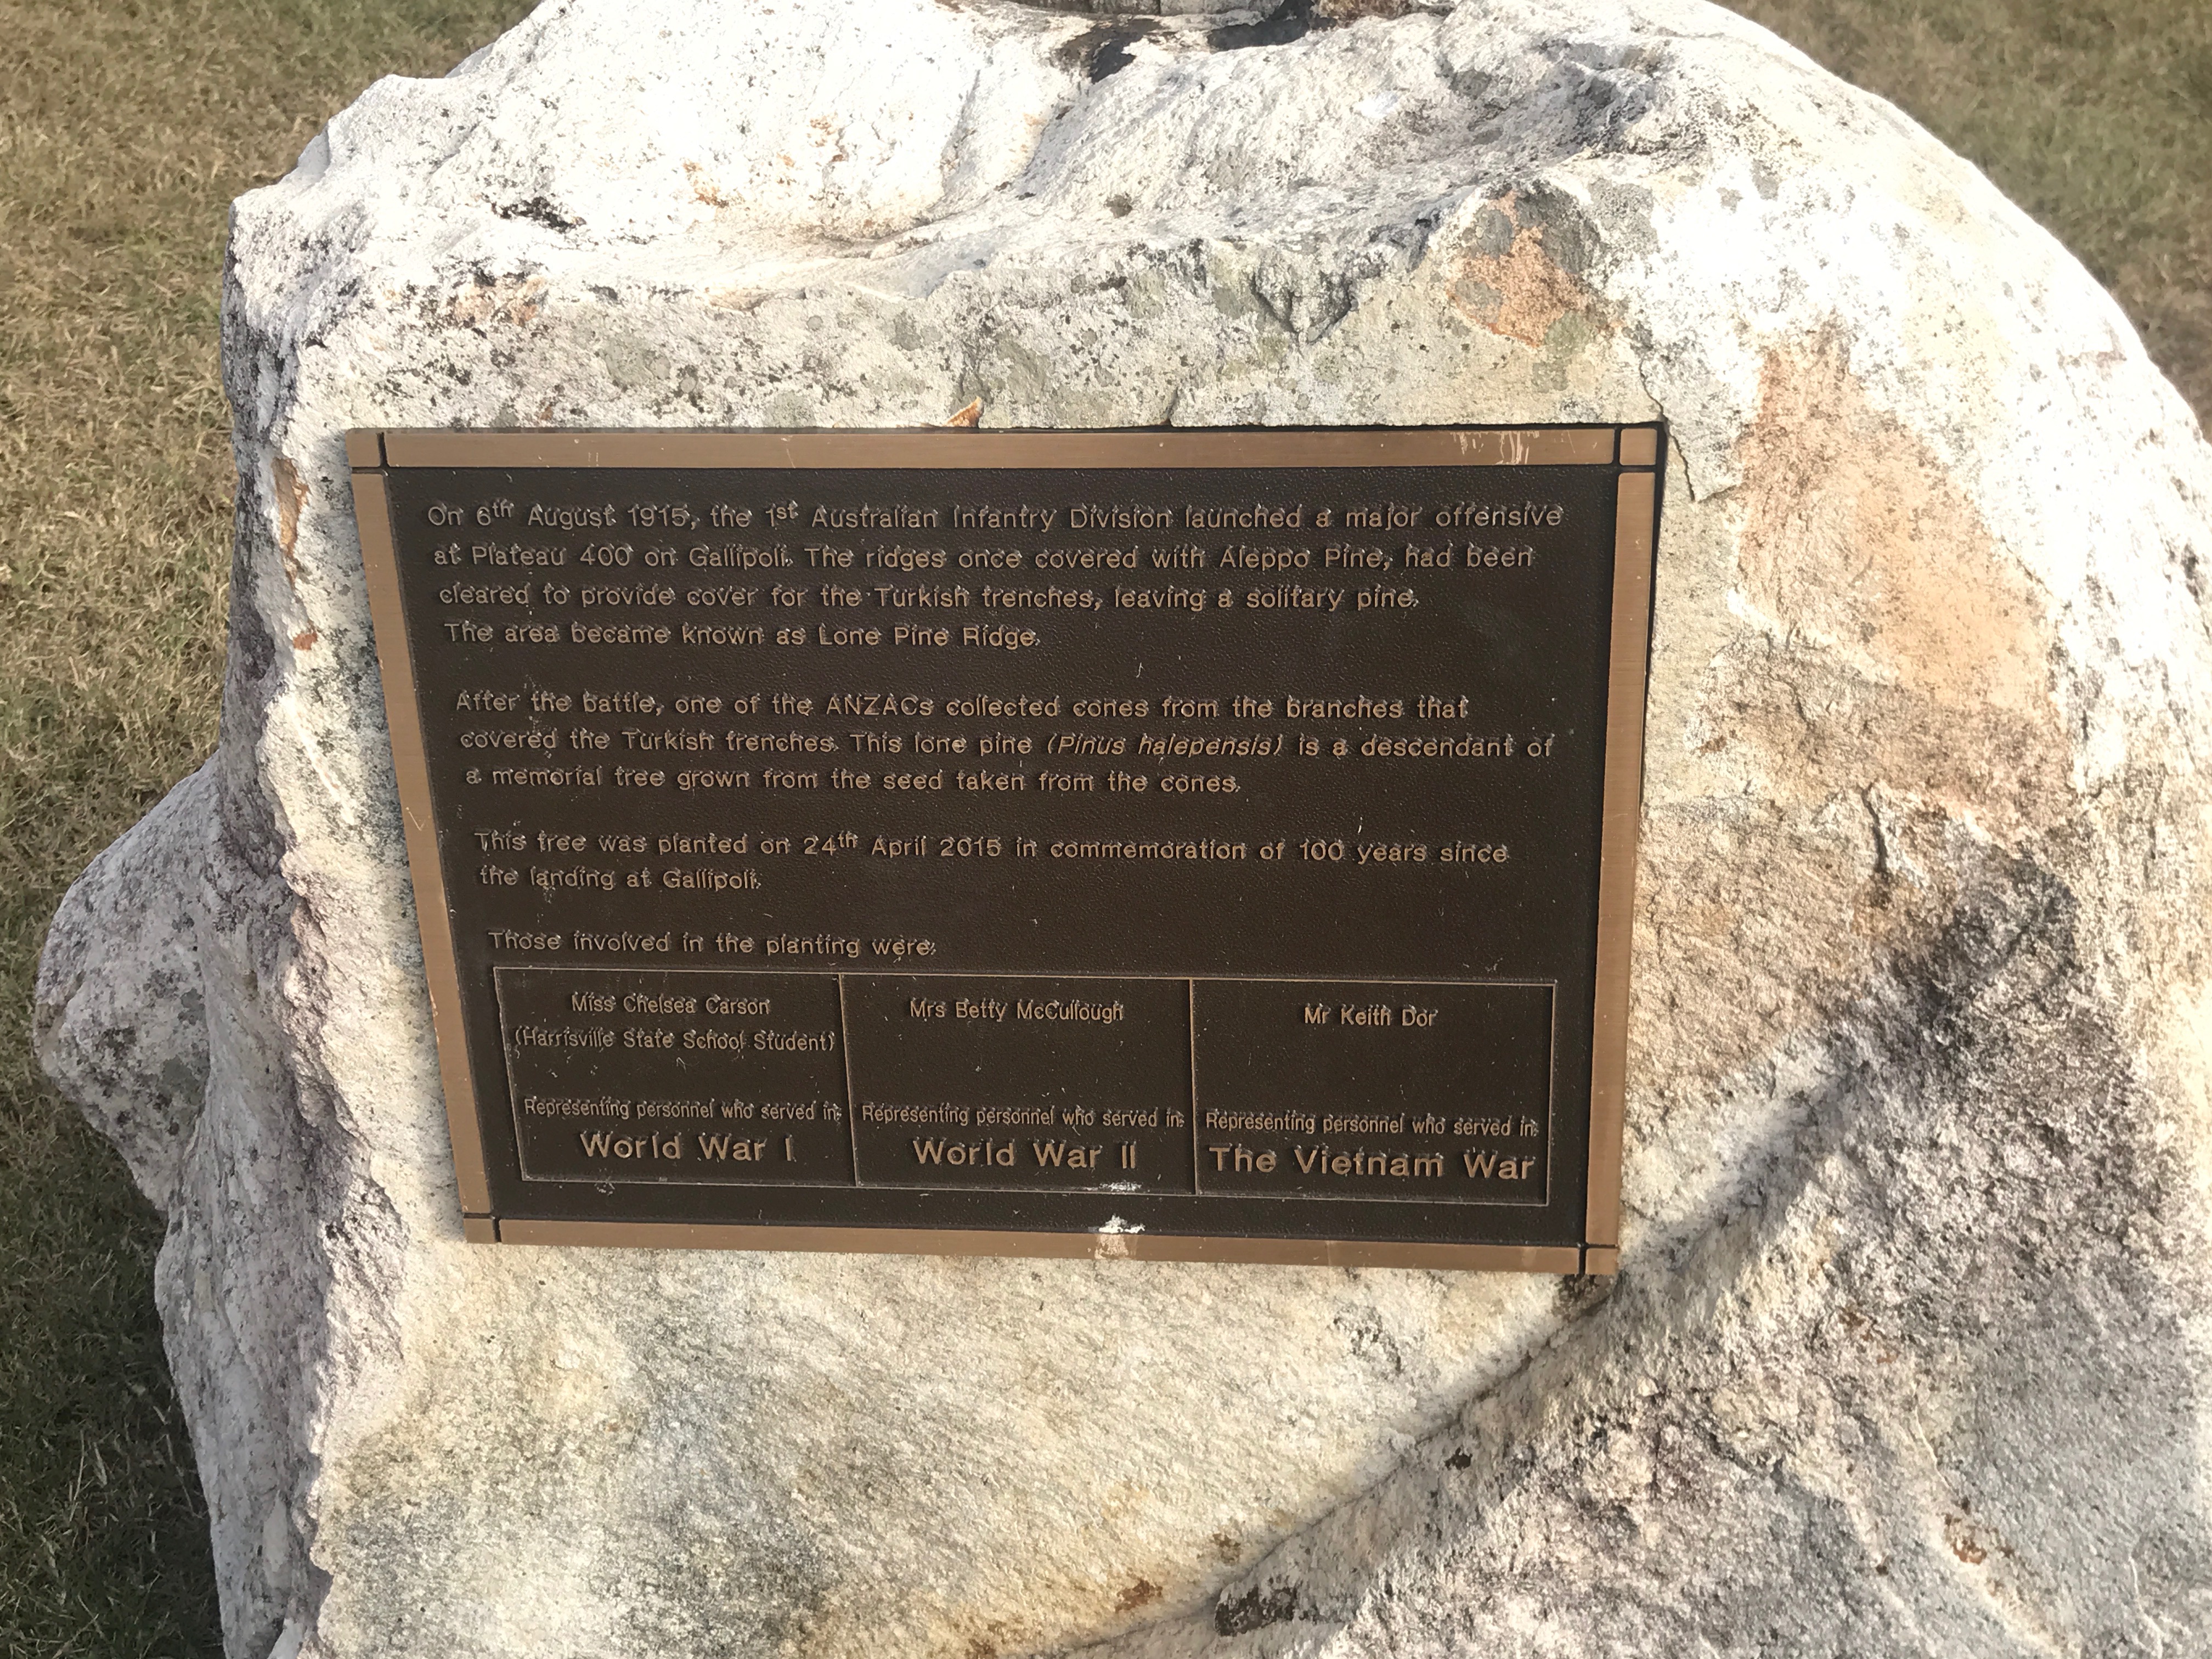 On 6th August 1915, the 1st Australian Infantry Division launched a major offensive
at Plateau 400 on Gallipoli. The ridges once covered with Aleppo Pine, had been
cleared to provide cover for the Turkish trenches, leaving a solitary pine.
The area became known as Lone Pine Ridge.
After the battle, one of the ANZACs collected cones from the branches that
covered the Turkish trenches. This lone pine (Pinus halepensis) is a descendant of
a memorial tree grown from the seed taken from the cones.
This tree was planted on 24th April 2015 in commemoration of 100 years since
the landing at Gallipoli.
Those involved in the planting were:
Miss Chelsea Carson
(Harrisville State School Student)
Representing personnel who served in:
World War I
Mrs Betty McCullough
Representing personnel who served in:
World War II
Mr Keith Dor
Representing personnel who served in:
The Vietnam War